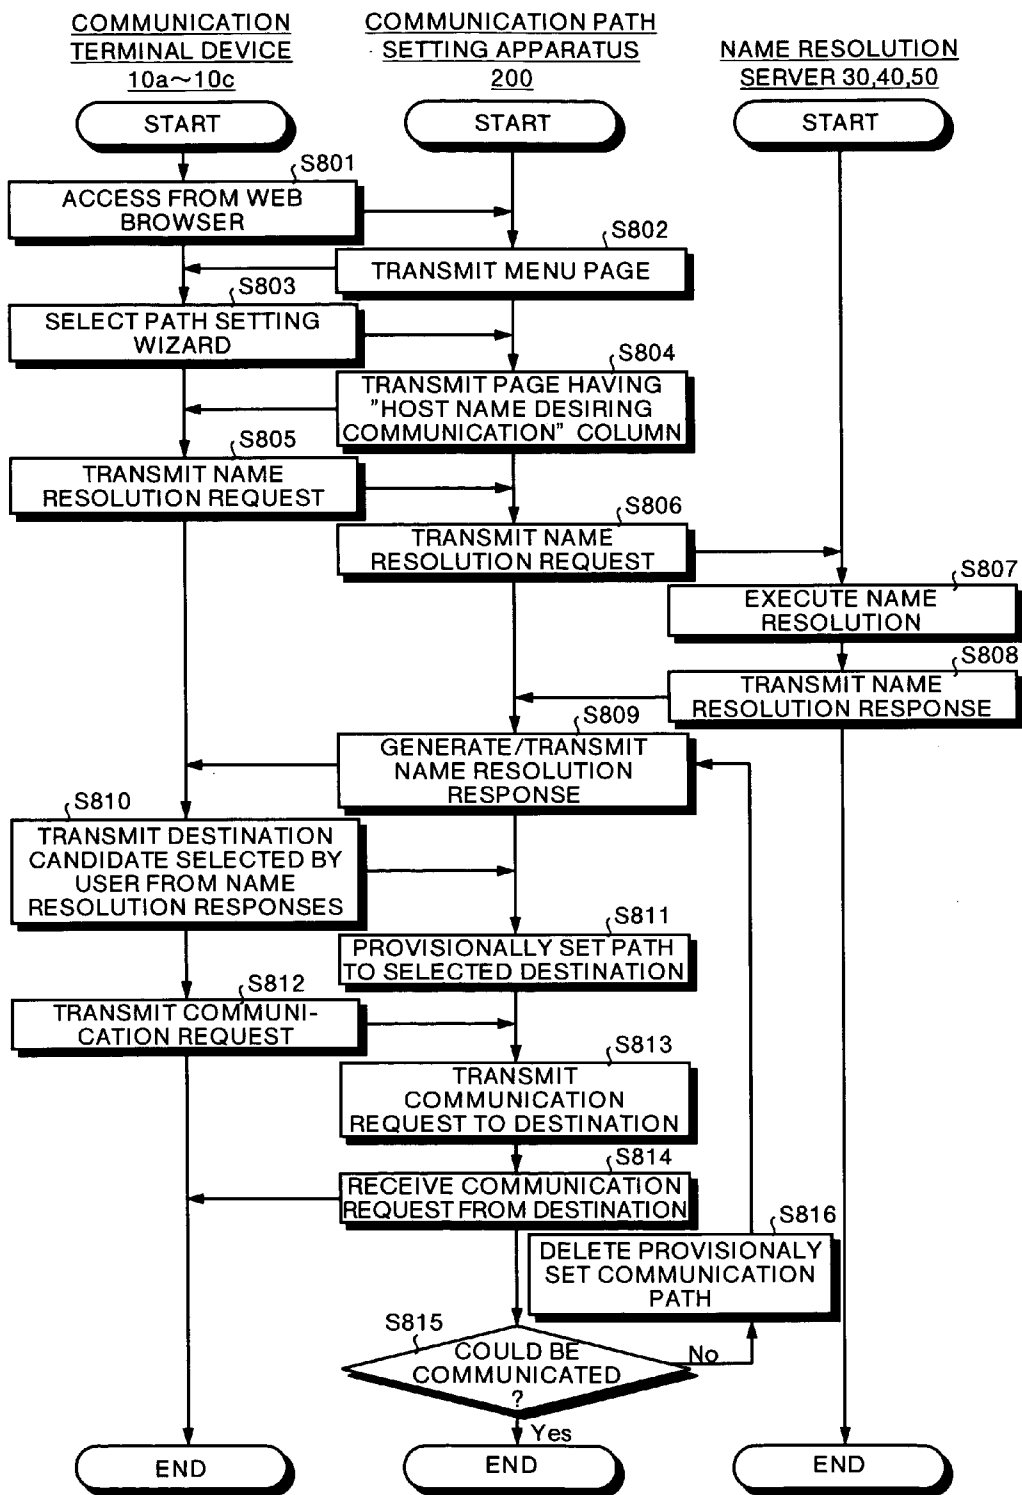 COMMUNICATION
TERMINAL DEVICE
10a~10c
COMMUNICATION PATH
SETTING APPARATUS
200
NAME RESOLUTION
SERVER 30,40,50
START
START
START
S801
ACCESS FROM WEB
BROWSER
S802
TRANSMIT MENU PAGE
S803
SELECT PATH SETTING
WIZARD
S804
TRANSMIT PAGE HAVING
"HOST NAME DESIRING
COMMUNICATION" COLUMN
S805
TRANSMIT NAME
RESOLUTION REQUEST
S806
TRANSMIT NAME
RESOLUTION REQUEST
S807
EXECUTE NAME
RESOLUTION
S808
TRANSMIT NAME
RESOLUTION RESPONSE
S809
GENERATE/TRANSMIT
NAME RESOLUTION
RESPONSE
S810
TRANSMIT DESTINATION
CANDIDATE SELECTED BY
USER FROM NAME
RESOLUTION RESPONSES
S811
PROVISIONALLY SET PATH
TO SELECTED DESTINATION
S812
TRANSMIT COMMUNI-
CATION REQUEST
S813
TRANSMIT
COMMUNICATION
REQUEST TO DESTINATION
S814
RECEIVE COMMUNICATION
REQUEST FROM DESTINATION
S816
DELETE PROVISIONALY
SET COMMUNICATION
PATH
S815
COULD BE
COMMUNICATED
?
No
Yes
END
END
END